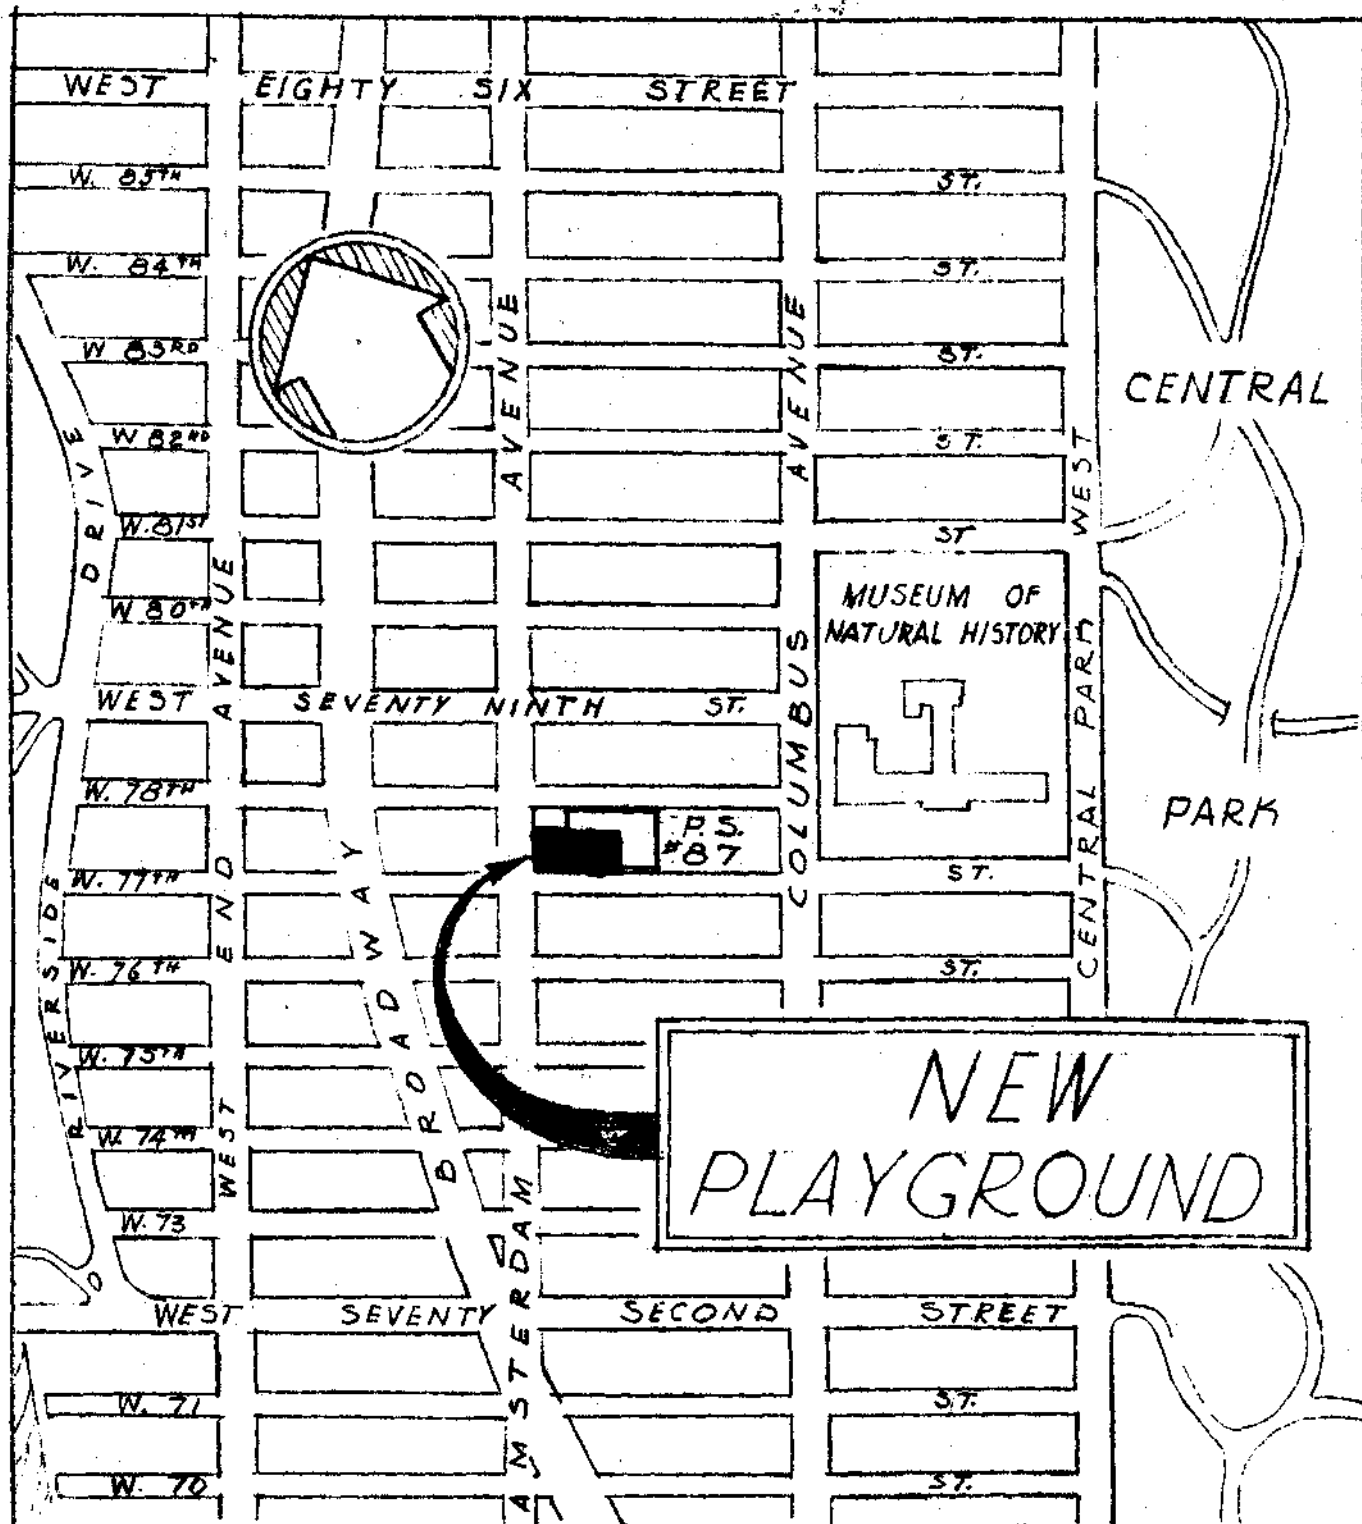 WEST EIGHTY SIX STREET
W. 85TH ST.
W. 84TH ST.
W 83RD ST.
W 82ND ST.
W. 81ST ST
W 80TH
WEST SEVENTY NINTH ST.
W. 78TH
W. 77TH ST.
W. 76TH ST.
W. 75TH
W. 74TH
W. 73
WEST SEVENTY SECOND STREET
W. 71 ST.
W. 70 ST.
RIVERSIDE DRIVE
WEST END AVENUE
BROADWAY
AMSTERDAM AVENUE
COLUMBUS AVENUE
CENTRAL PARK WEST
MUSEUM OF
NATURAL HISTORY
CENTRAL
PARK
P.S.
#87
NEW
PLAYGROUND